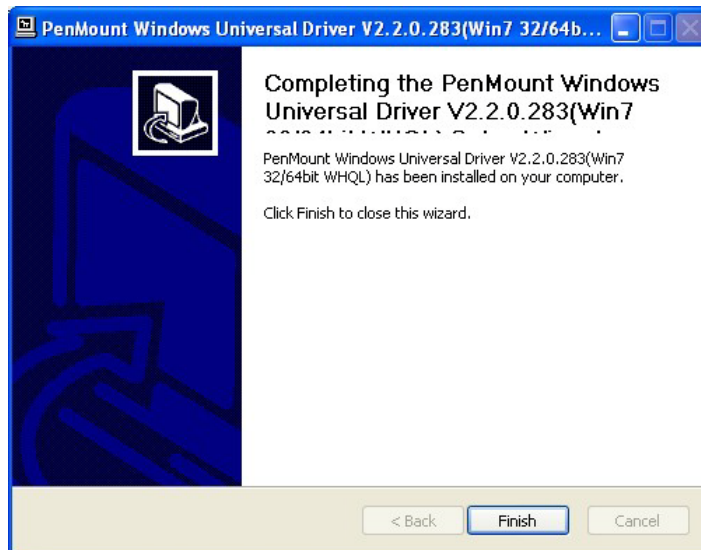 PenMount Windows Universal Driver V2.2.0.283(Win7 32/64b...
Completing the PenMount Windows
Universal Driver V2.2.0.283(Win7
PenMount Windows Universal Driver V2.2.0.283(Win7
32/64bit WHQL) has been installed on your computer.
Click Finish to close this wizard.
< Back
Finish
Cancel